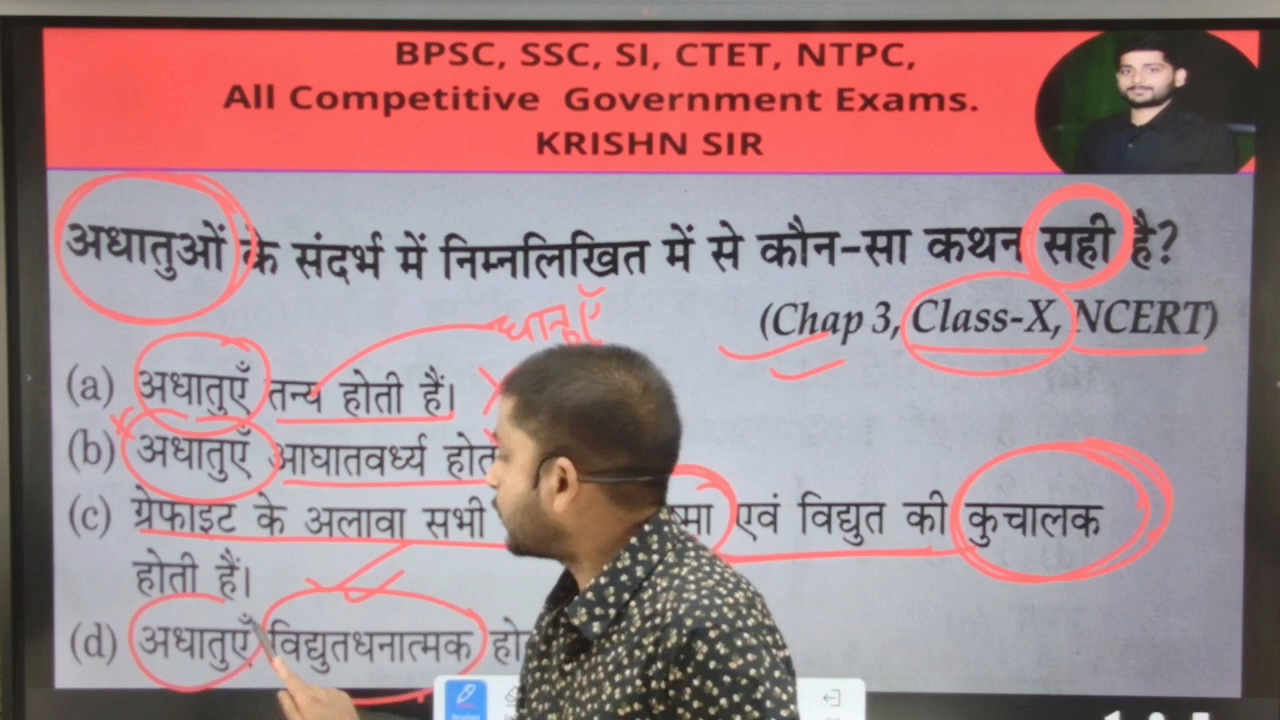 BPSC, SSC, SI, CTET, NTPC,
All Competitive Government Exams.
KRISHN SIR
अधातुओं के संदर्भ में निम्नलिखित में से कौन-सा कथन सही है?
(Chap 3, Class-X, NCERT)
धातुएँ
(a) अधातुएँ तन्य होती हैं।
(b) अधातुएँ आघातवर्ध्य
(c) ग्रेफाइट के अलावा सभी एवं विद्युत की कुचालक
होती हैं।
(d) अधातुएँ विद्युतधनात्मक